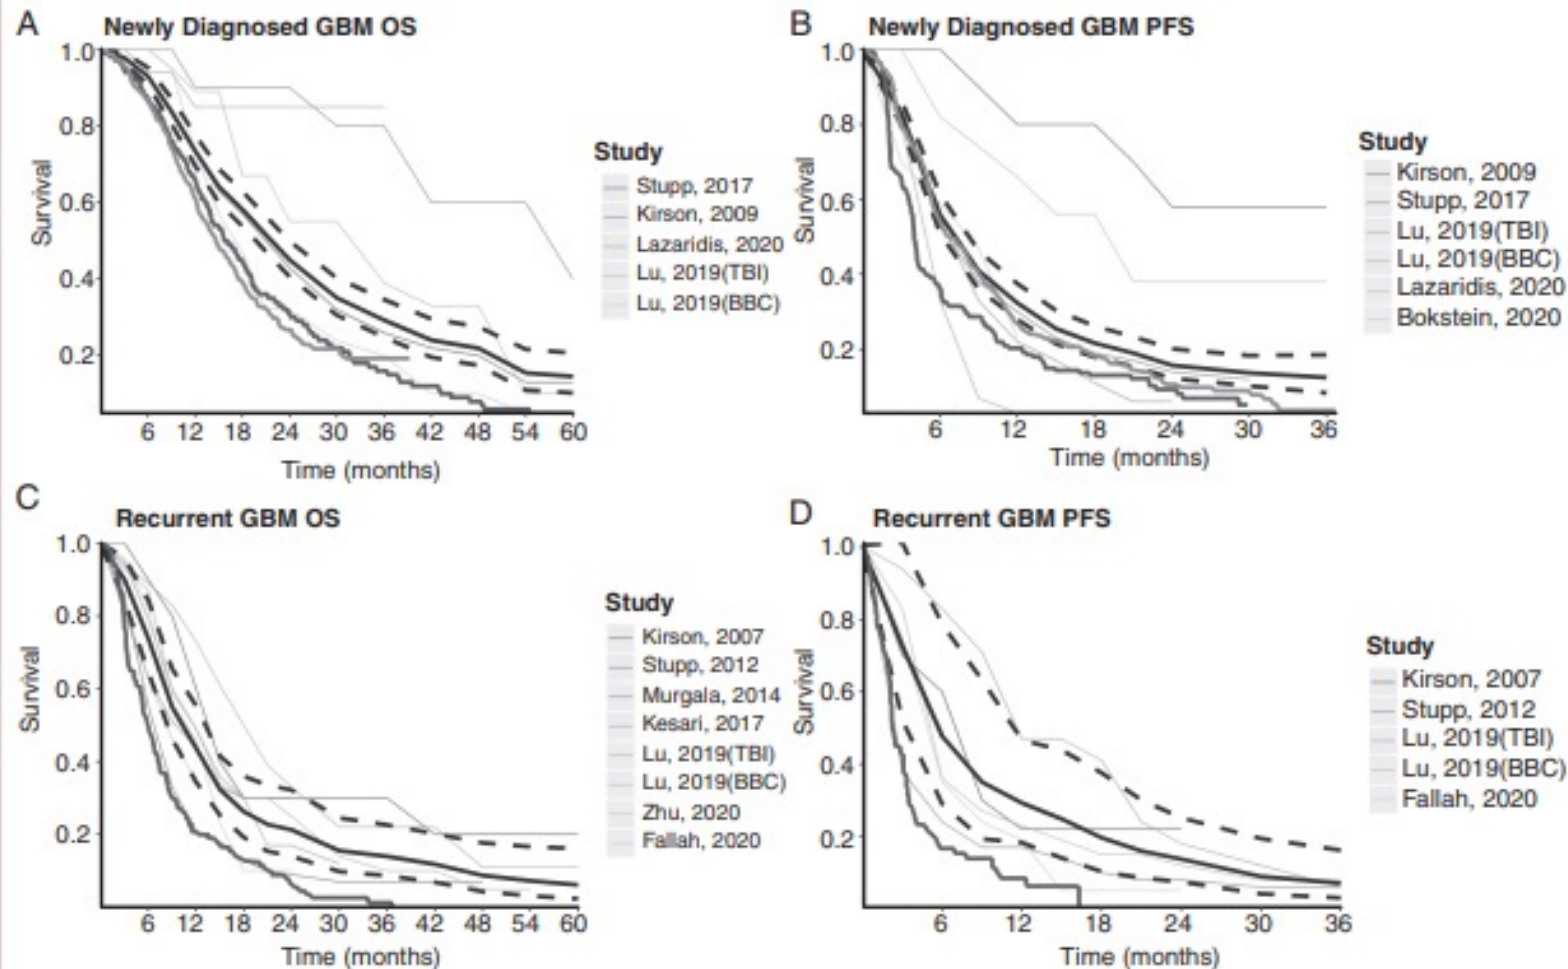 A
Newly Diagnosed GBM OS
1.0
0.8
0.6
0.4
0.2
Survival
6 12 18 24 30 36 42 48 54 60
Time (months)
Study
Stupp, 2017
Kirson, 2009
Lazaridis, 2020
Lu, 2019(TBI)
Lu, 2019(BBC)
B
Newly Diagnosed GBM PFS
1.0
0.8
0.6
0.4
0.2
Survival
6 12 18 24 30 36
Time (months)
Study
Kirson, 2009
Stupp, 2017
Lu, 2019(TBI)
Lu, 2019(BBC)
Lazaridis, 2020
Bokstein, 2020
C
Recurrent GBM OS
1.0
0.8
0.6
0.4
0.2
Survival
6 12 18 24 30 36 42 48 54 60
Time (months)
Study
Kirson, 2007
Stupp, 2012
Murgala, 2014
Kesari, 2017
Lu, 2019(TBI)
Lu, 2019(BBC)
Zhu, 2020
Fallah, 2020
D
Recurrent GBM PFS
1.0
0.8
0.6
0.4
0.2
Survival
6 12 18 24 30 36
Time (months)
Study
Kirson, 2007
Stupp, 2012
Lu, 2019(TBI)
Lu, 2019(BBC)
Fallah, 2020